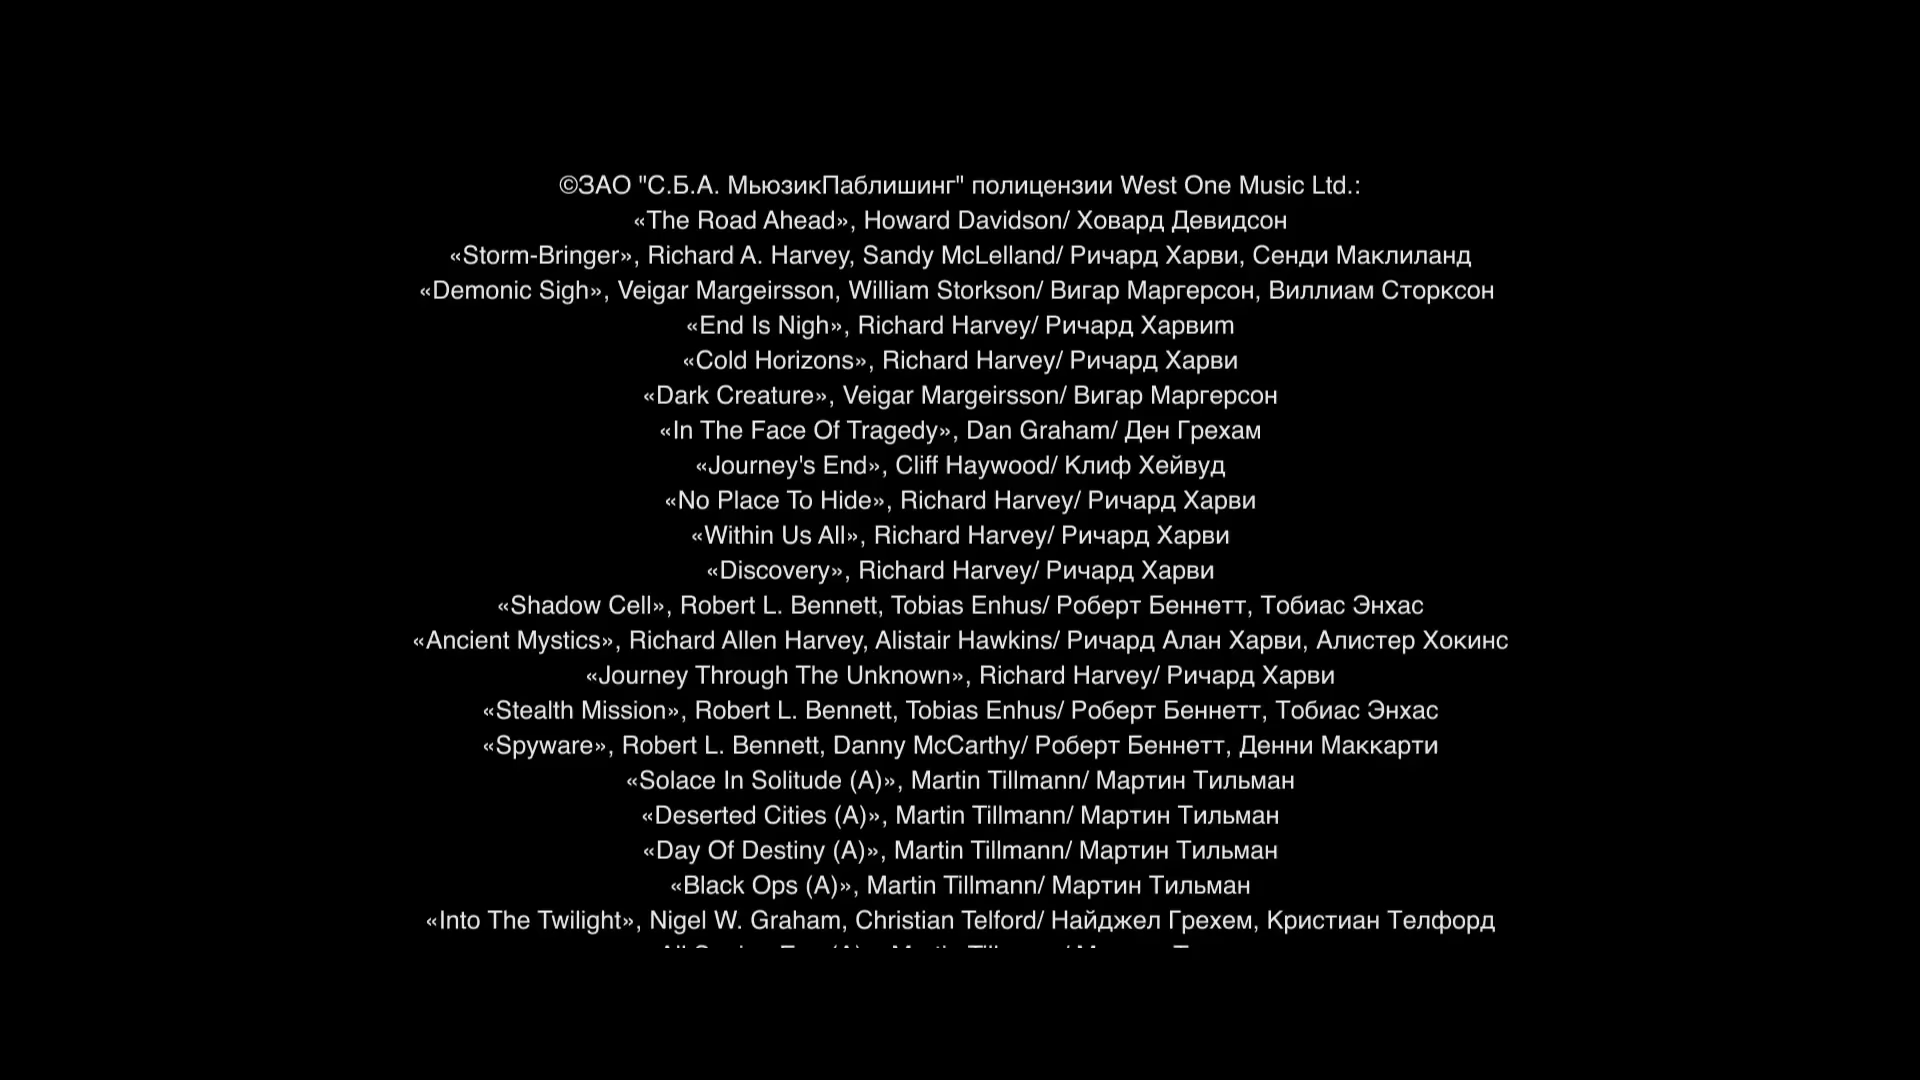 ©ЗАО "С.Б.А. МьюзикПаблишинг" полицензии West One Music Ltd.:
«The Road Ahead», Howard Davidson/ Ховард Девидсон
«Storm-Bringer», Richard A. Harvey, Sandy McLelland/ Ричард Харви, Сенди Маклиланд
«Demonic Sigh», Veigar Margeirsson, William Storkson/ Вигар Маргерсон, Виллиам Сторксон
«End Is Nigh», Richard Harvey/ Ричард Харвиm
«Cold Horizons», Richard Harvey/ Ричард Харви
«Dark Creature», Veigar Margeirsson/ Вигар Маргерсон
«In The Face Of Tragedy», Dan Graham/ Ден Грехам
«Journey's End», Cliff Haywood/ Клиф Хейвуд
«No Place To Hide», Richard Harvey/ Ричард Харви
«Within Us All», Richard Harvey/ Ричард Харви
«Discovery», Richard Harvey/ Ричард Харви
«Shadow Cell», Robert L. Bennett, Tobias Enhus/ Роберт Беннетт, Тобиас Энхас
«Ancient Mystics», Richard Allen Harvey, Alistair Hawkins/ Ричард Алан Харви, Алистер Хокинс
«Journey Through The Unknown», Richard Harvey/ Ричард Харви
«Stealth Mission», Robert L. Bennett, Tobias Enhus/ Роберт Беннетт, Тобиас Энхас
«Spyware», Robert L. Bennett, Danny McCarthy/ Роберт Беннетт, Денни Маккарти
«Solace In Solitude (A)», Martin Tillmann/ Мартин Тильман
«Deserted Cities (A)», Martin Tillmann/ Мартин Тильман
«Day Of Destiny (A)», Martin Tillmann/ Мартин Тильман
«Black Ops (A)», Martin Tillmann/ Мартин Тильман
«Into The Twilight», Nigel W. Graham, Christian Telford/ Найджел Грехем, Кристиан Телфорд